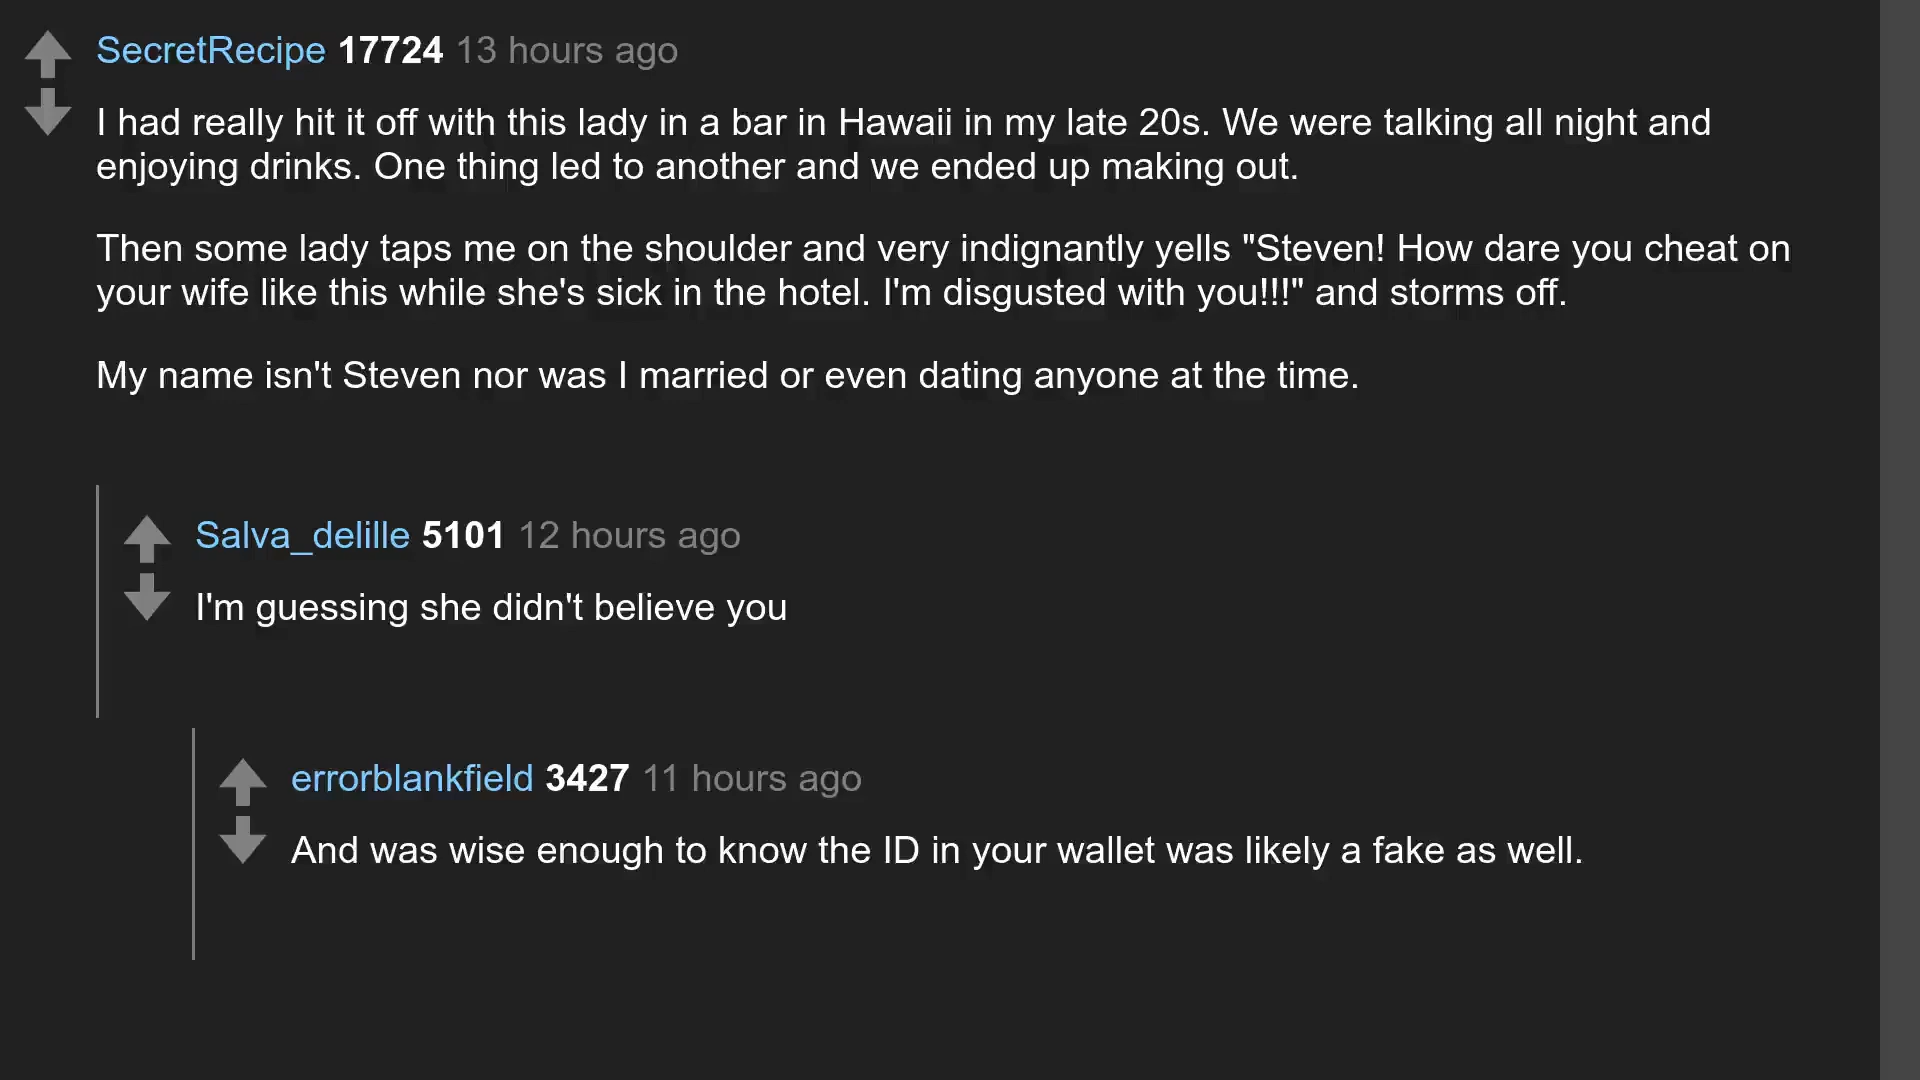 SecretRecipe 17724 13 hours ago
I had really hit it off with this lady in a bar in Hawaii in my late 20s. We were talking all night and
enjoying drinks. One thing led to another and we ended up making out.
Then some lady taps me on the shoulder and very indignantly yells "Steven! How dare you cheat on
your wife like this while she's sick in the hotel. I'm disgusted with you!!!" and storms off.
My name isn't Steven nor was I married or even dating anyone at the time.
Salva_delille 5101 12 hours ago
I'm guessing she didn't believe you
errorblankfield 3427 11 hours ago
And was wise enough to know the ID in your wallet was likely a fake as well.